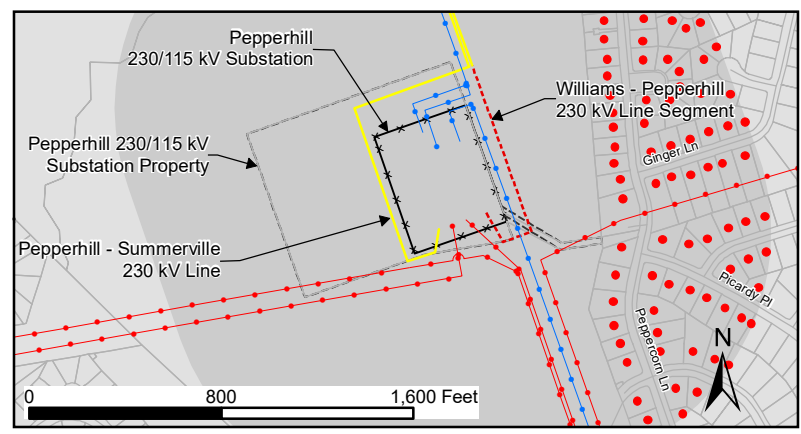 Pepperhill
230/115 kV Substation
Williams - Pepperhill
230 kV Line Segment
Pepperhill 230/115 kV
Substation Property
Ginger Ln
Pepperhill - Summerville
230 kV Line
Picardy Pl
Peppercorn Ln
N
0 800 1,600 Feet